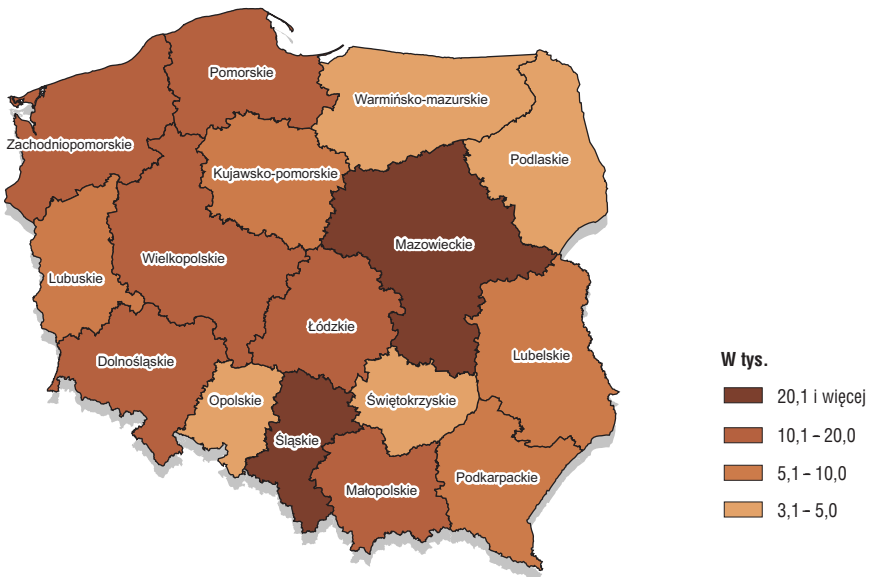 Pomorskie
Warmińsko-mazurskie
Zachodniopomorskie
Podlaskie
Kujawsko-pomorskie
Mazowieckie
Wielkopolskie
Lubuskie
Łódzkie
Lubelskie
Dolnośląskie
Opolskie
Świętokrzyskie
Śląskie
Podkarpackie
Małopolskie
W tys.
20,1 i więcej
10,1 – 20,0
5,1 – 10,0
3,1 – 5,0